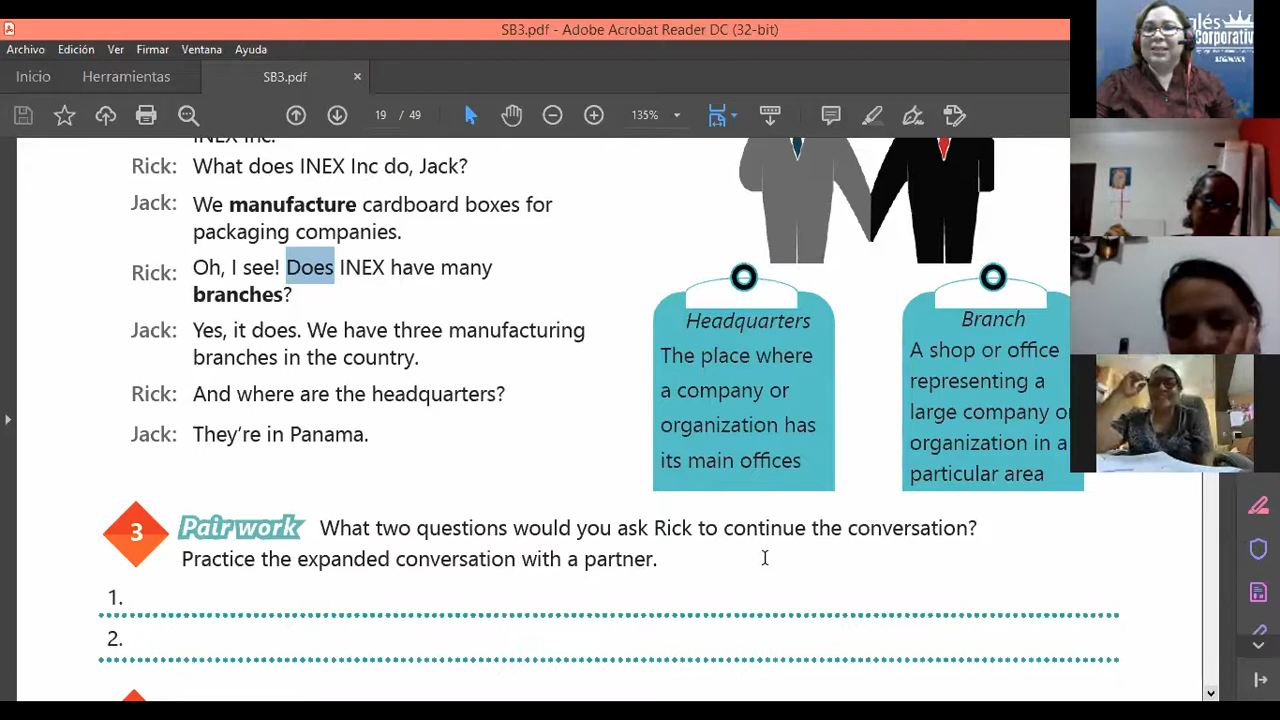 SB3.pdf - Adobe Acrobat Reader DC (32-bit)
Archivo Edición Ver Firmar Ventana Ayuda
Inicio Herramientas SB3.pdf ×
19 / 49 135%
INEX Inc.
Rick: What does INEX Inc do, Jack?
Jack: We manufacture cardboard boxes for
packaging companies.
Rick: Oh, I see! Does INEX have many
branches?
Jack: Yes, it does. We have three manufacturing
branches in the country.
Rick: And where are the headquarters?
Jack: They're in Panama.
Headquarters
The place where
a company or
organization has
its main offices
Branch
A shop or office
representing a
large company or
organization in a
particular area
3 Pair work What two questions would you ask Rick to continue the conversation?
Practice the expanded conversation with a partner.
1.
2.
glés
Corporativ